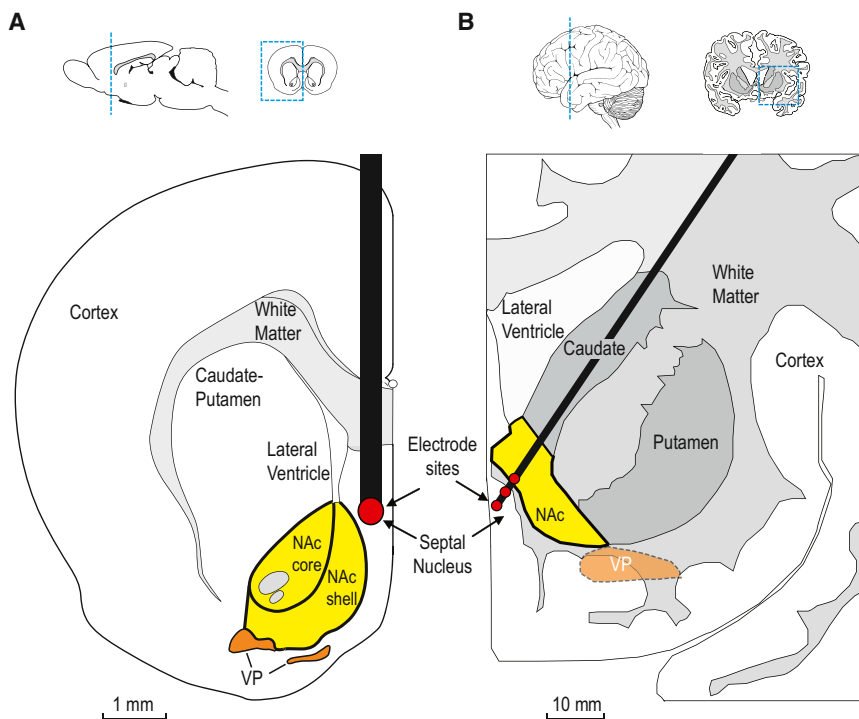 A
B
Cortex
White
Matter
Caudate-
Putamen
Lateral
Ventricle
NAc
core
NAc
shell
VP
1 mm
Electrode
sites
Septal
Nucleus
Lateral
Ventricle
White
Matter
Caudate
Cortex
Putamen
NAc
VP
10 mm